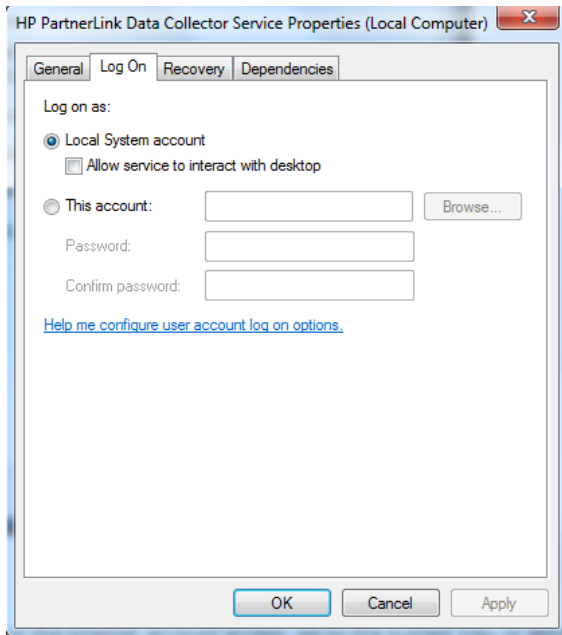 HP PartnerLink Data Collector Service Properties (Local Computer)
General Log On Recovery Dependencies
Log on as:
Local System account
Allow service to interact with desktop
This account: Browse...
Password:
Confirm password:
Help me configure user account log on options.
OK Cancel Apply